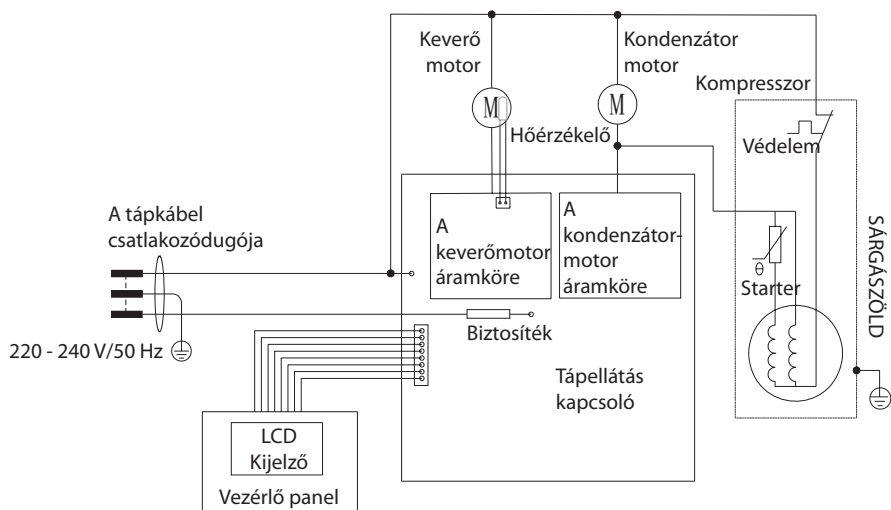 Keverő
motor
Kondenzátor
motor
Kompresszor
M
M
Hőérzékelő
Védelem
A tápkábel
csatlakozódugója
A
keverőmotor
áramköre
A
kondenzátor-
motor
áramköre
θ
Starter
SÁRGÁSZÖLD
Biztosíték
220 - 240 V/50 Hz
Tápellátás
kapcsoló
LCD
Kijelző
Vezérlő panel